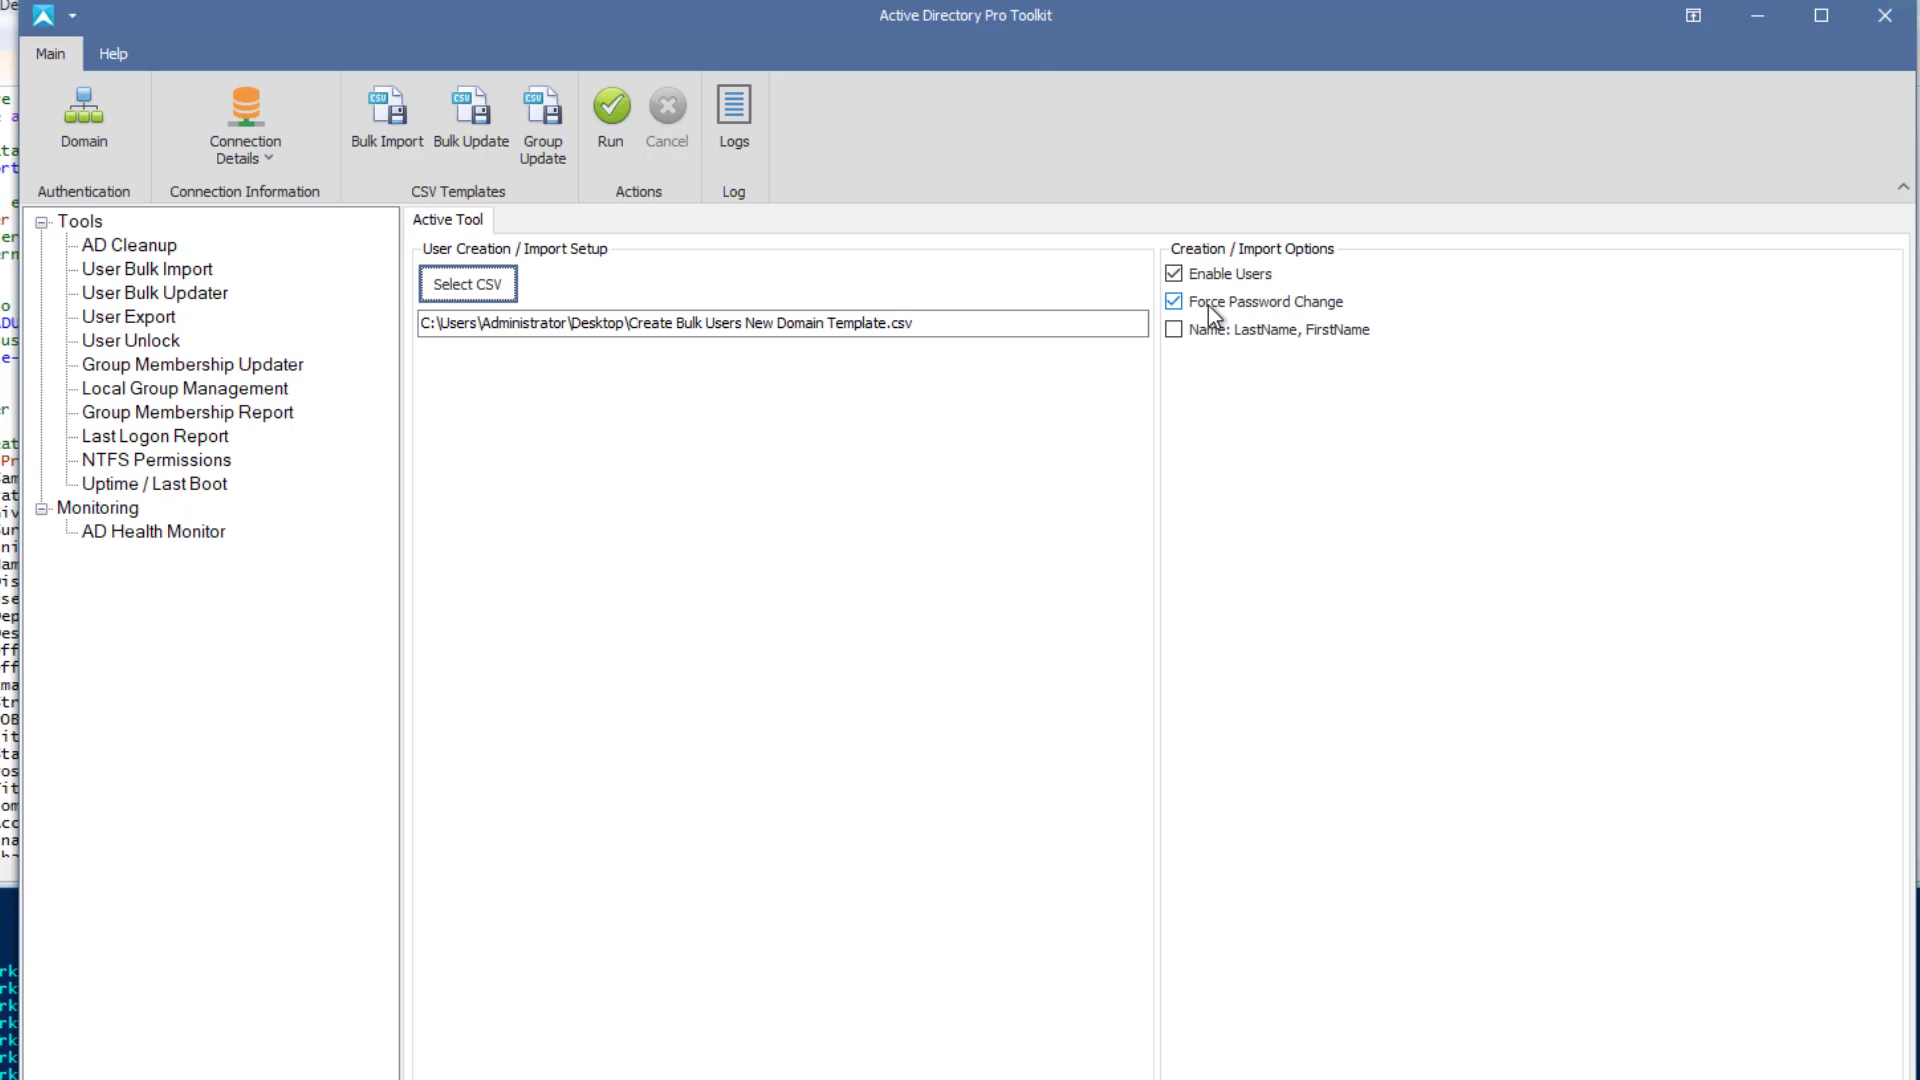 Active Directory Pro Toolkit
Main
Help
Domain
Connection
Details
Bulk Import
Bulk Update
Group
Update
Run
Cancel
Logs
Authentication
Connection Information
CSV Templates
Actions
Log
Tools
AD Cleanup
User Bulk Import
User Bulk Updater
User Export
User Unlock
Group Membership Updater
Local Group Management
Group Membership Report
Last Logon Report
NTFS Permissions
Uptime / Last Boot
Monitoring
AD Health Monitor
Active Tool
User Creation / Import Setup
Select CSV
C:\Users\Administrator\Desktop\Create Bulk Users New Domain Template.csv
Creation / Import Options
Enable Users
Force Password Change
Name: LastName, FirstName